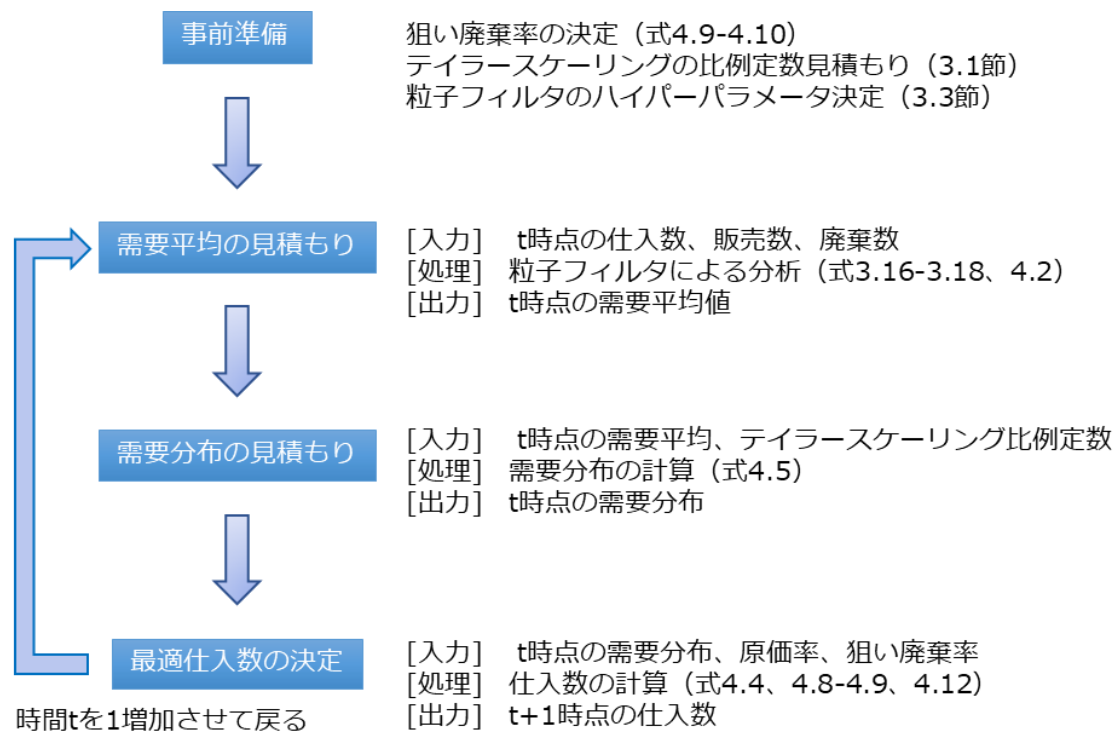 事前準備
狙い廃棄率の決定（式4.9-4.10）
テイラースケーリングの比例定数見積もり（3.1節）
粒子フィルタのハイパーパラメータ決定（3.3節）
需要平均の見積もり
[入力] t時点の仕入数、販売数、廃棄数
[処理] 粒子フィルタによる分析（式3.16-3.18、4.2）
[出力] t時点の需要平均値
需要分布の見積もり
[入力] t時点の需要平均、テイラースケーリング比例定数
[処理] 需要分布の計算（式4.5）
[出力] t時点の需要分布
最適仕入数の決定
[入力] t時点の需要分布、原価率、狙い廃棄率
[処理] 仕入数の計算（式4.4、4.8-4.9、4.12）
[出力] t+1時点の仕入数
時間tを1増加させて戻る